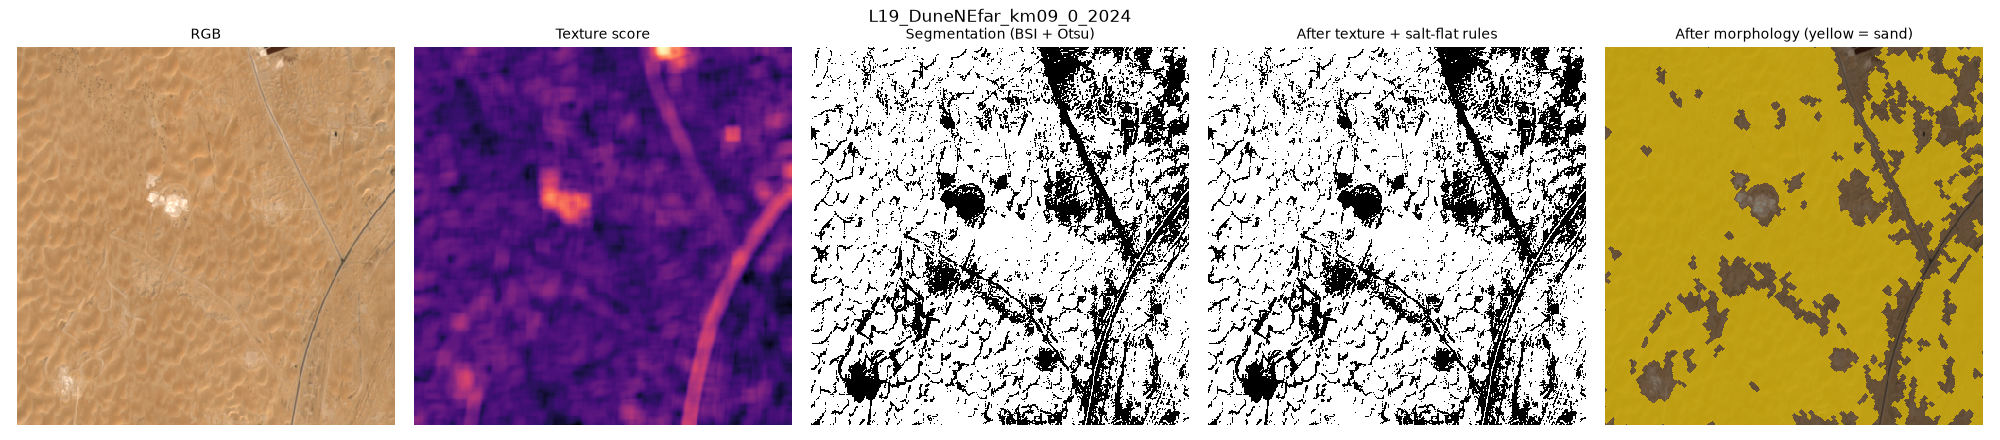 L19_DuneNEfar_km09_0_2024
RGB
Texture score
Segmentation (BSI + Otsu)
After texture + salt-flat rules
After morphology (yellow = sand)